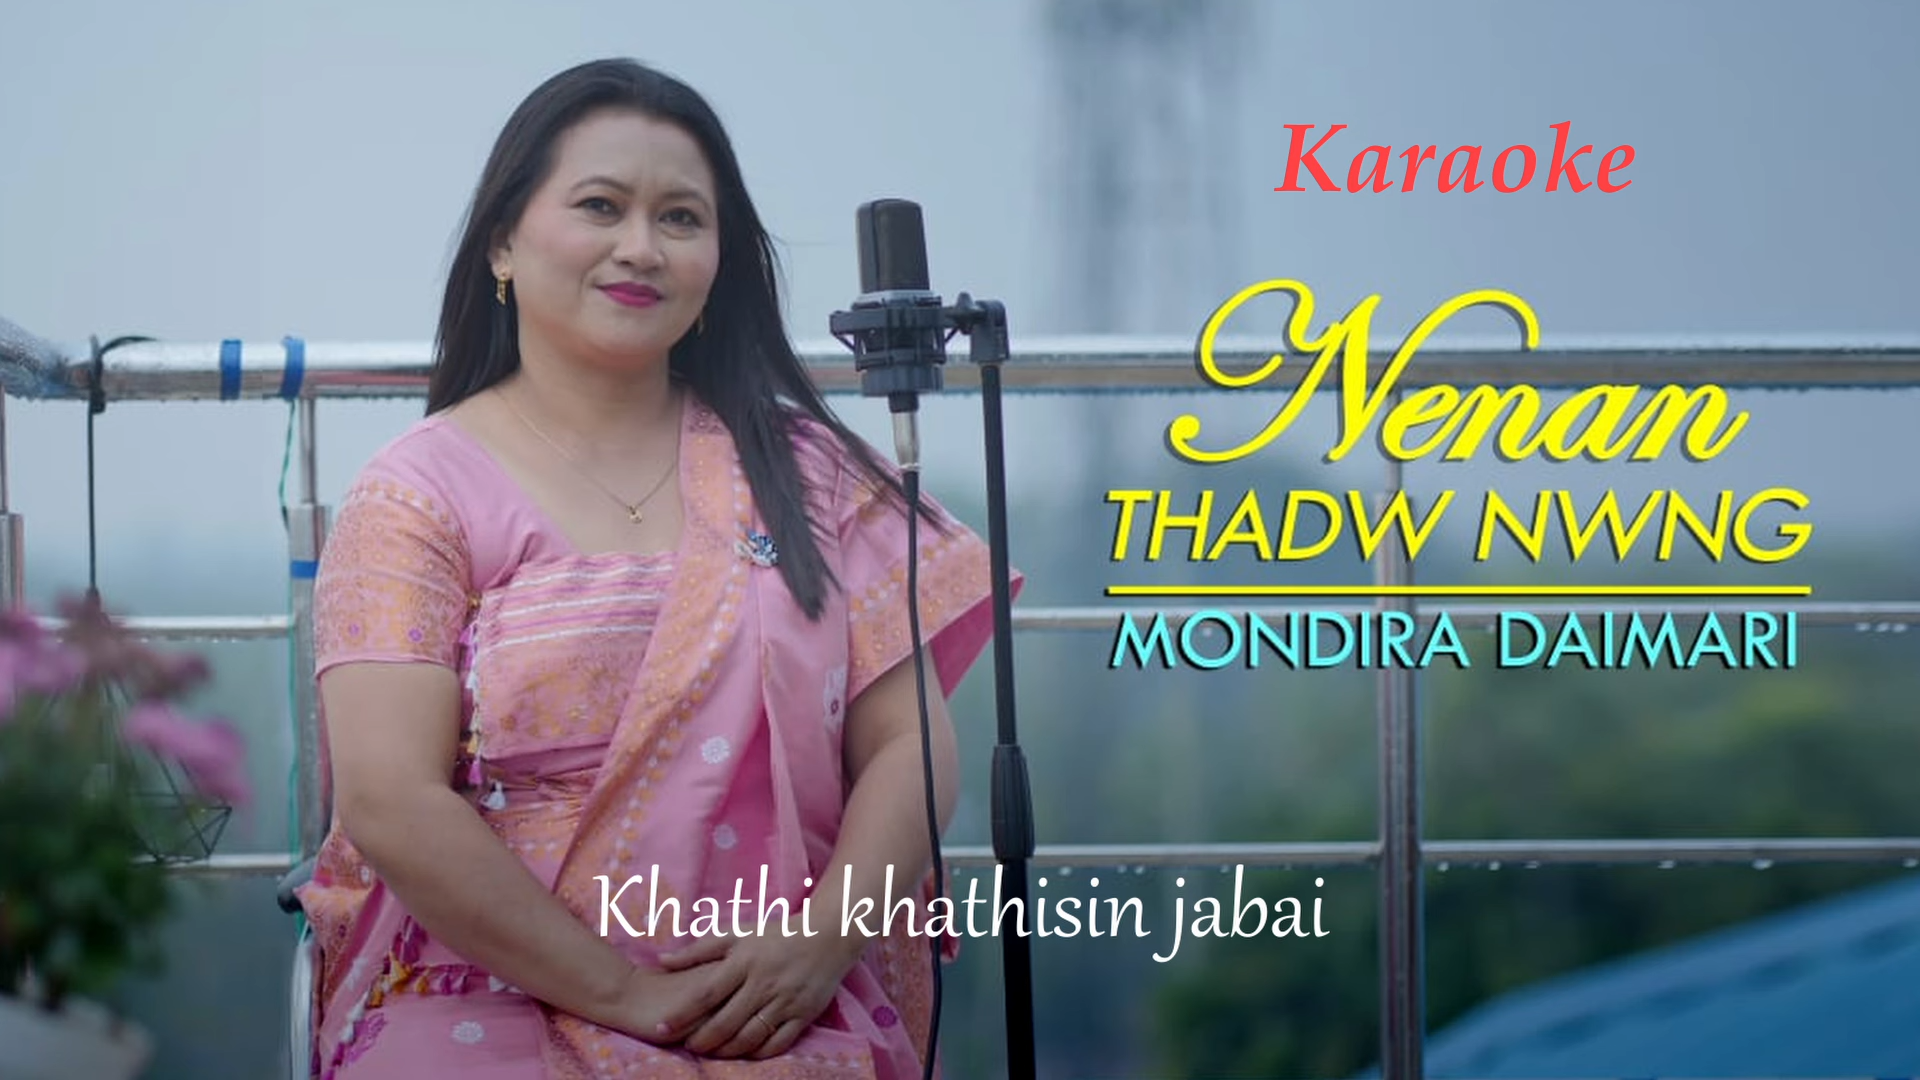 Karaoke
Nenan
THADW NWNG
MONDIRA DAIMARI
Khathi khathisin jabai